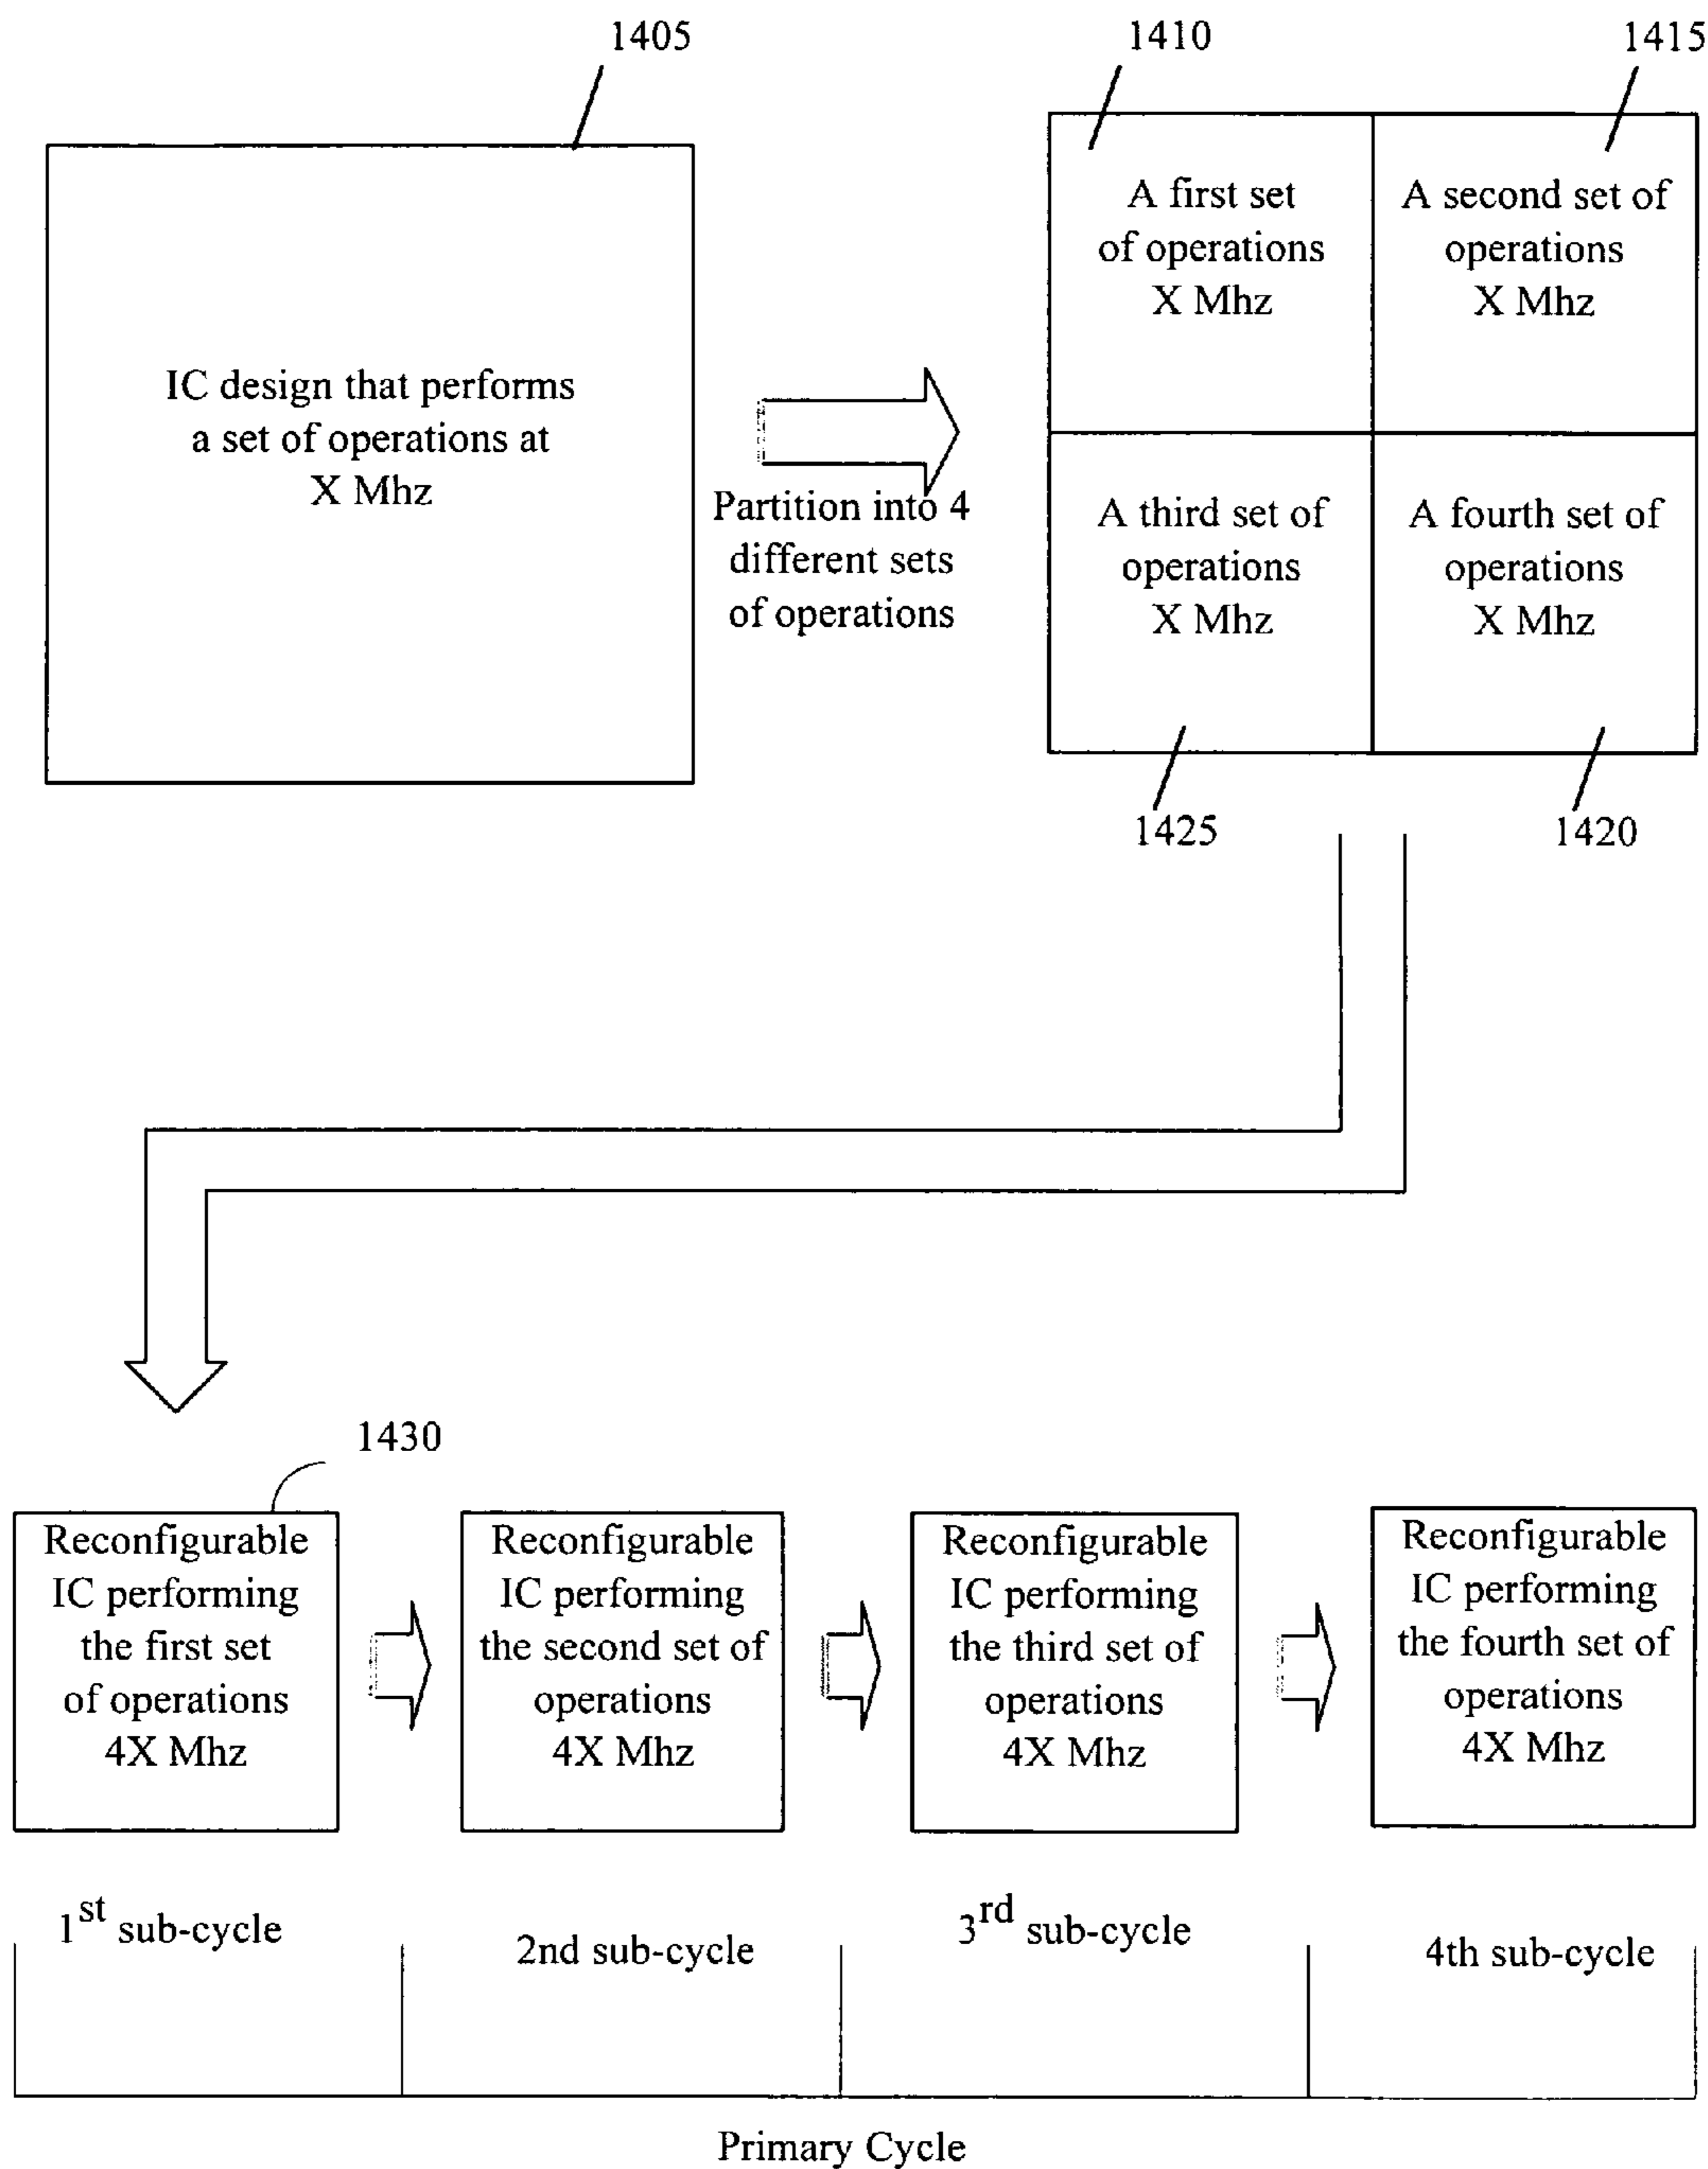 1405
1410
1415
IC design that performs
a set of operations at
X Mhz
Partition into 4
different sets
of operations
A first set
of operations
X Mhz
A second set of
operations
X Mhz
A third set of
operations
X Mhz
A fourth set of
operations
X Mhz
1425
1420
1430
Reconfigurable
IC performing
the first set
of operations
4X Mhz
Reconfigurable
IC performing
the second set of
operations
4X Mhz
Reconfigurable
IC performing
the third set of
operations
4X Mhz
Reconfigurable
IC performing
the fourth set of
operations
4X Mhz
1st sub-cycle
2nd sub-cycle
3rd sub-cycle
4th sub-cycle
Primary Cycle